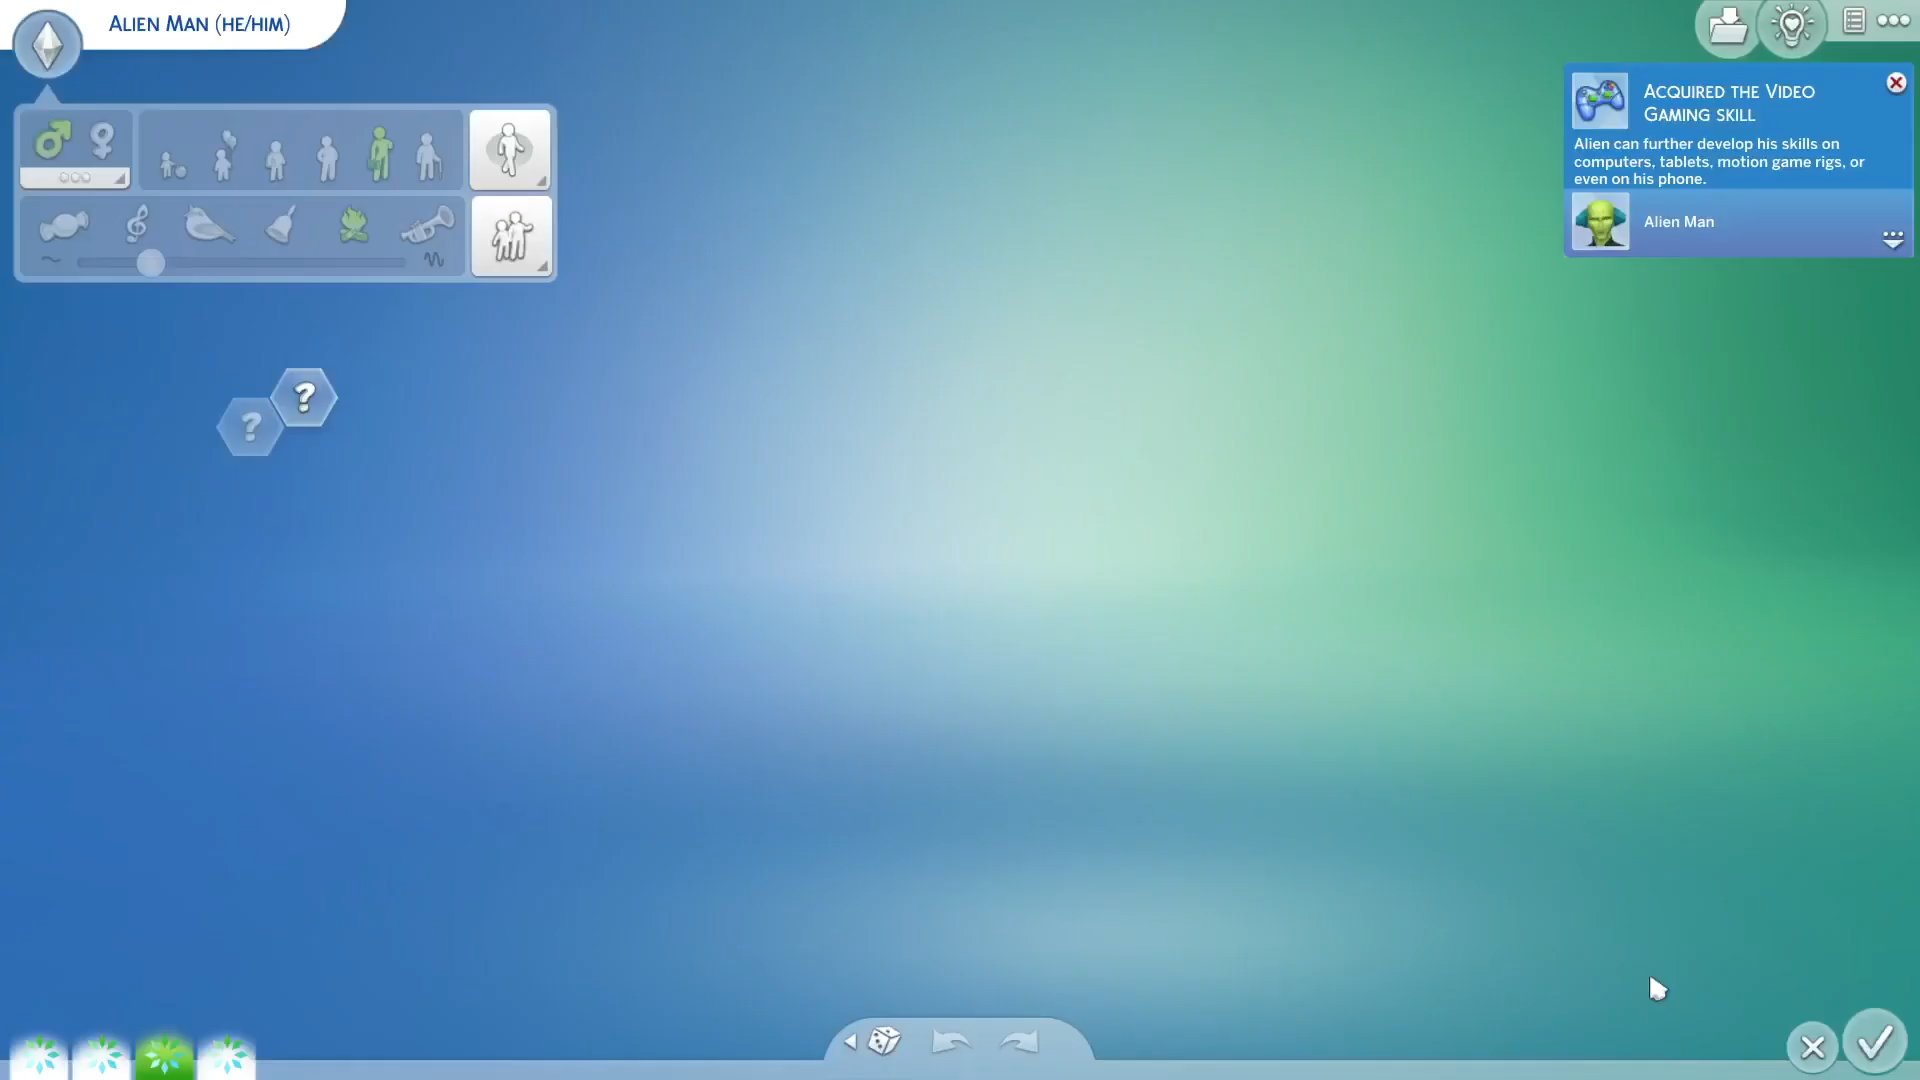 Alien Man (he/him)
Acquired the Video
Gaming skill
Alien can further develop his skills on
computers, tablets, motion game rigs, or
even on his phone.
Alien Man
?
?